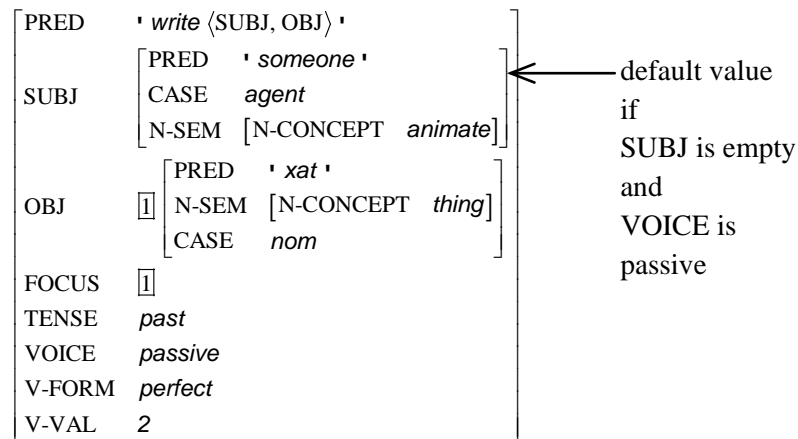 PRED ' write ⟨SUBJ, OBJ⟩ '
PRED ' someone '
SUBJ CASE agent
N-SEM [N-CONCEPT animate]
default value
if
SUBJ is empty
and
VOICE is
passive
PRED ' xat '
OBJ 1 N-SEM [N-CONCEPT thing]
CASE nom
FOCUS 1
TENSE past
VOICE passive
V-FORM perfect
V-VAL 2